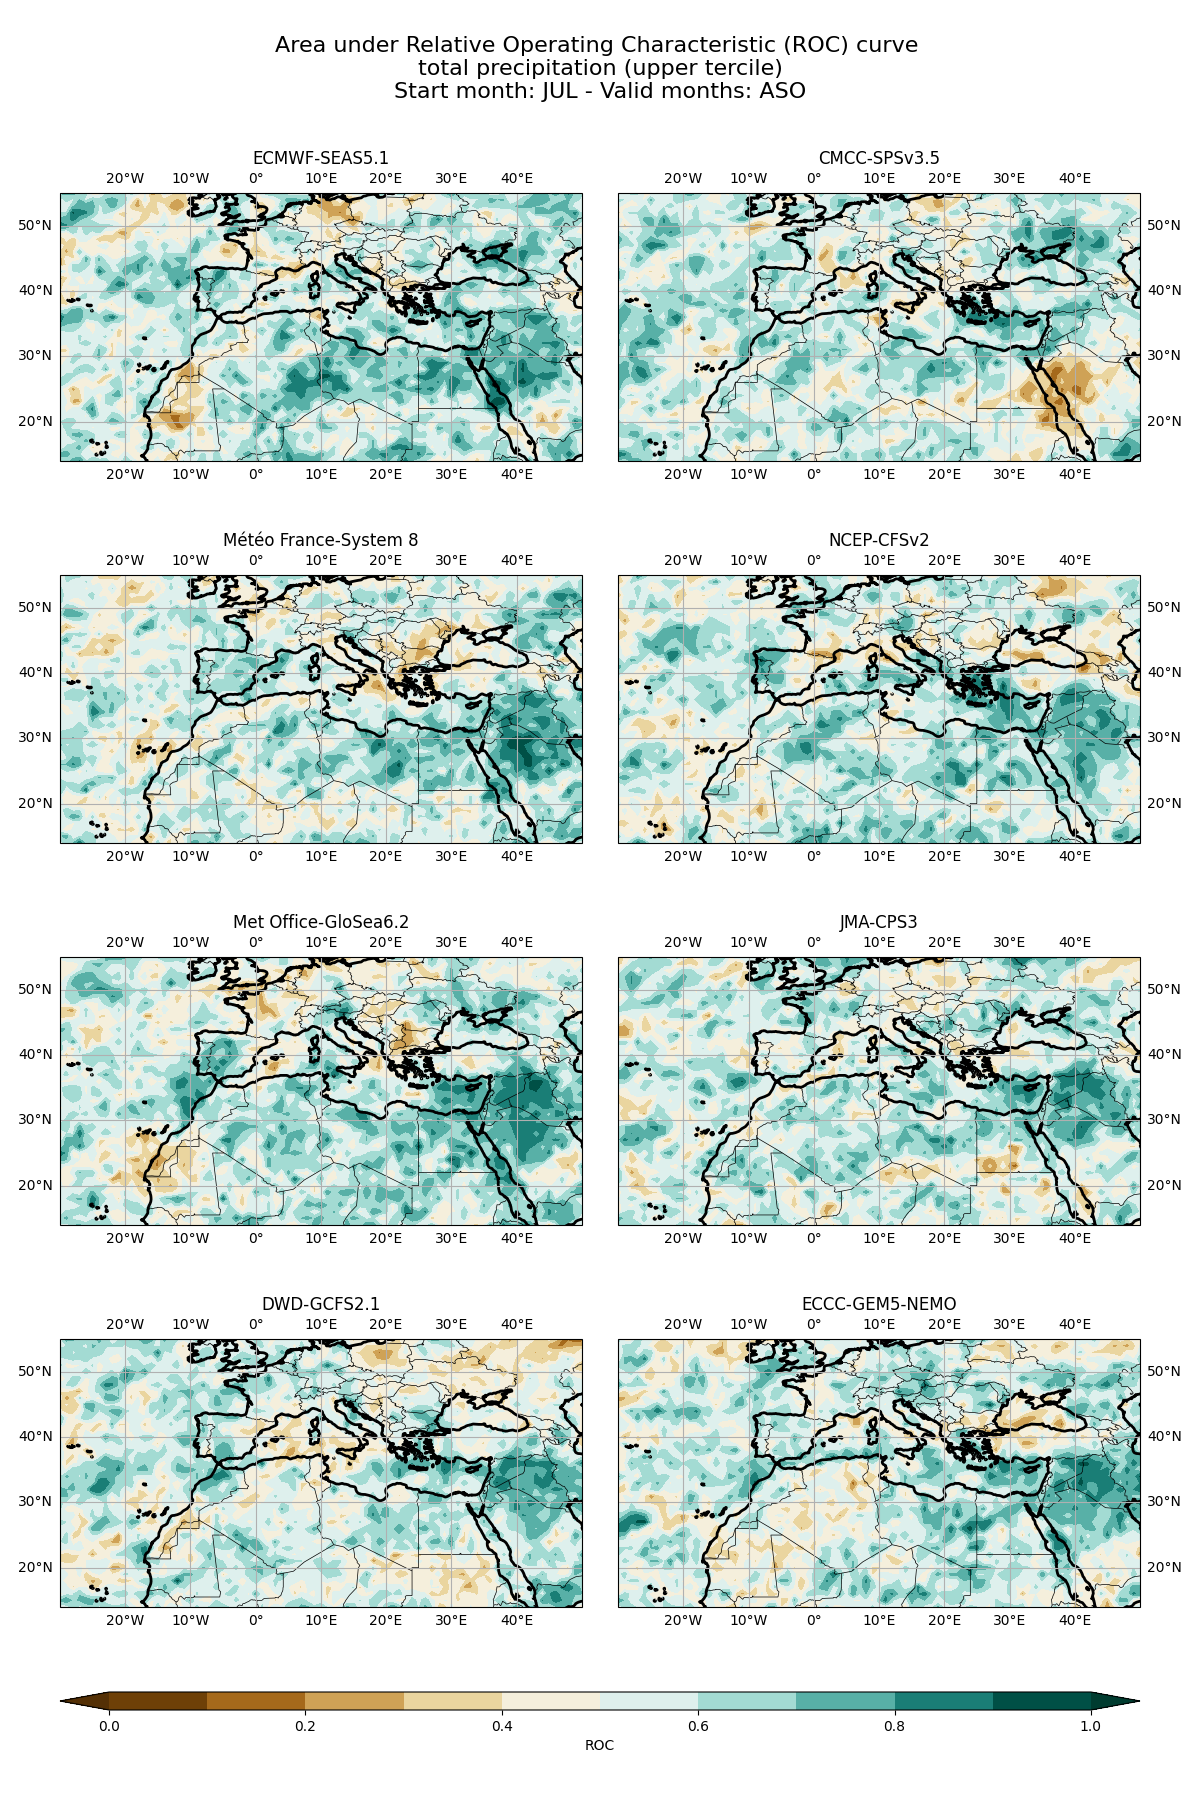 Area under Relative Operating Characteristic (ROC) curve
total precipitation (upper tercile)
Start month: JUL - Valid months: ASO
ECMWF-SEAS5.1
20°W 10°W 0° 10°E 20°E 30°E 40°E
50°N
40°N
30°N
20°N
20°W 10°W 0° 10°E 20°E 30°E 40°E
CMCC-SPSv3.5
20°W 10°W 0° 10°E 20°E 30°E 40°E
50°N
40°N
30°N
20°N
20°W 10°W 0° 10°E 20°E 30°E 40°E
Météo France-System 8
20°W 10°W 0° 10°E 20°E 30°E 40°E
50°N
40°N
30°N
20°N
20°W 10°W 0° 10°E 20°E 30°E 40°E
NCEP-CFSv2
20°W 10°W 0° 10°E 20°E 30°E 40°E
50°N
40°N
30°N
20°N
20°W 10°W 0° 10°E 20°E 30°E 40°E
Met Office-GloSea6.2
20°W 10°W 0° 10°E 20°E 30°E 40°E
50°N
40°N
30°N
20°N
20°W 10°W 0° 10°E 20°E 30°E 40°E
JMA-CPS3
20°W 10°W 0° 10°E 20°E 30°E 40°E
50°N
40°N
30°N
20°N
20°W 10°W 0° 10°E 20°E 30°E 40°E
DWD-GCFS2.1
20°W 10°W 0° 10°E 20°E 30°E 40°E
50°N
40°N
30°N
20°N
20°W 10°W 0° 10°E 20°E 30°E 40°E
ECCC-GEM5-NEMO
20°W 10°W 0° 10°E 20°E 30°E 40°E
50°N
40°N
30°N
20°N
20°W 10°W 0° 10°E 20°E 30°E 40°E
0.0 0.2 0.4 0.6 0.8 1.0
ROC